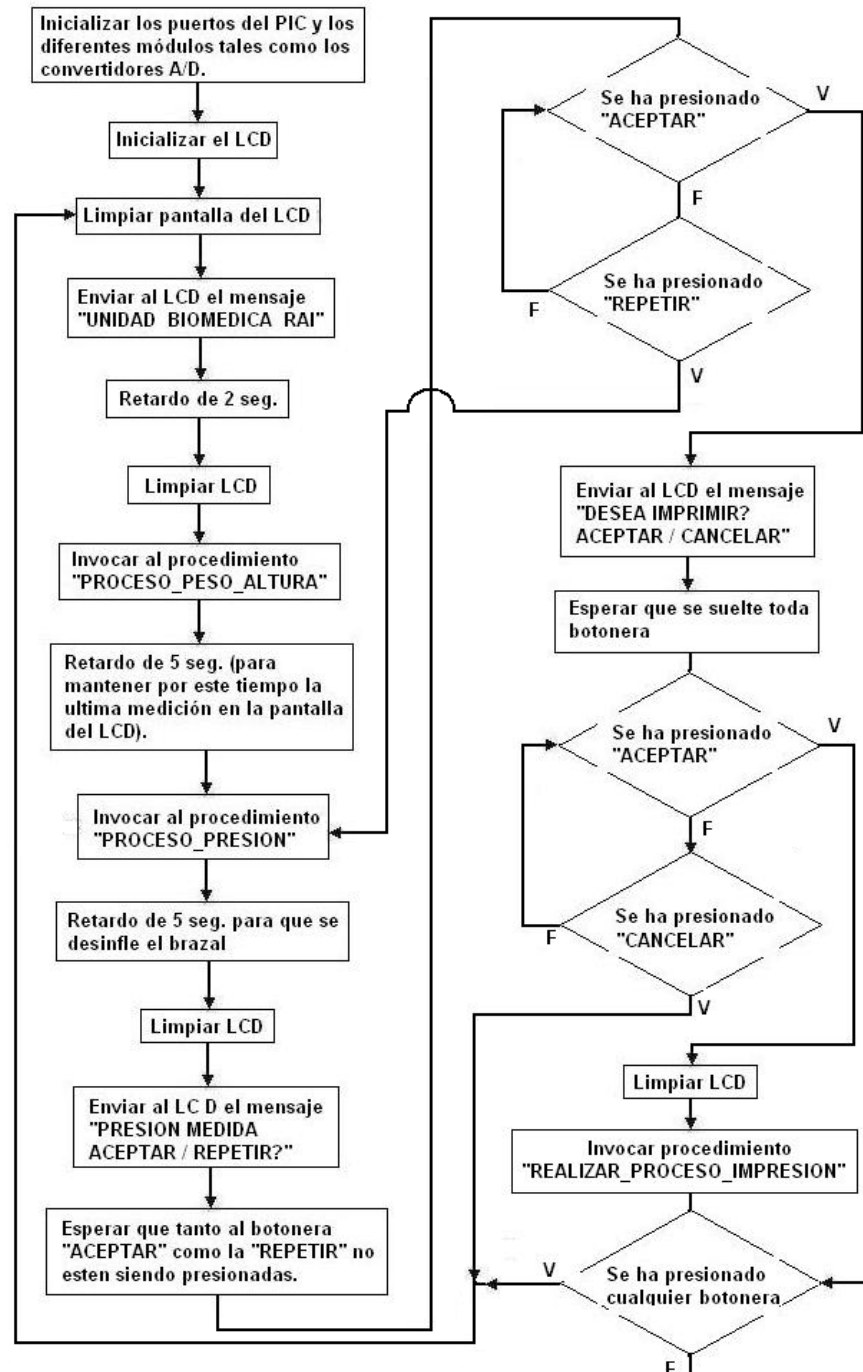 Inicializar los puertos del PIC y los
diferentes módulos tales como los
convertidores A/D.
Inicializar el LCD
Limpiar pantalla del LCD
Enviar al LCD el mensaje
"UNIDAD BIOMEDICA RAI"
Retardo de 2 seg.
Limpiar LCD
Invocar al procedimiento
"PROCESO_PESO_ALTURA"
Retardo de 5 seg. (para
mantener por este tiempo la
ultima medición en la pantalla
del LCD).
Invocar al procedimiento
"PROCESO_PRESION"
Retardo de 5 seg. para que se
desinfle el brazal
Limpiar LCD
Enviar al LC D el mensaje
"PRESION MEDIDA
ACEPTAR / REPETIR?"
Esperar que tanto al botonera
"ACEPTAR" como la "REPETIR" no
esten siendo presionadas.
Se ha presionado
"ACEPTAR"
V
F
Se ha presionado
"REPETIR"
F
V
Enviar al LCD el mensaje
"DESEA IMPRIMIR?
ACEPTAR / CANCELAR"
Esperar que se suelte toda
botonera
Se ha presionado
"ACEPTAR"
V
F
Se ha presionado
"CANCELAR"
F
V
Limpiar LCD
Invocar procedimiento
"REALIZAR_PROCESO_IMPRESION"
Se ha presionado
cualquier botonera
V
F